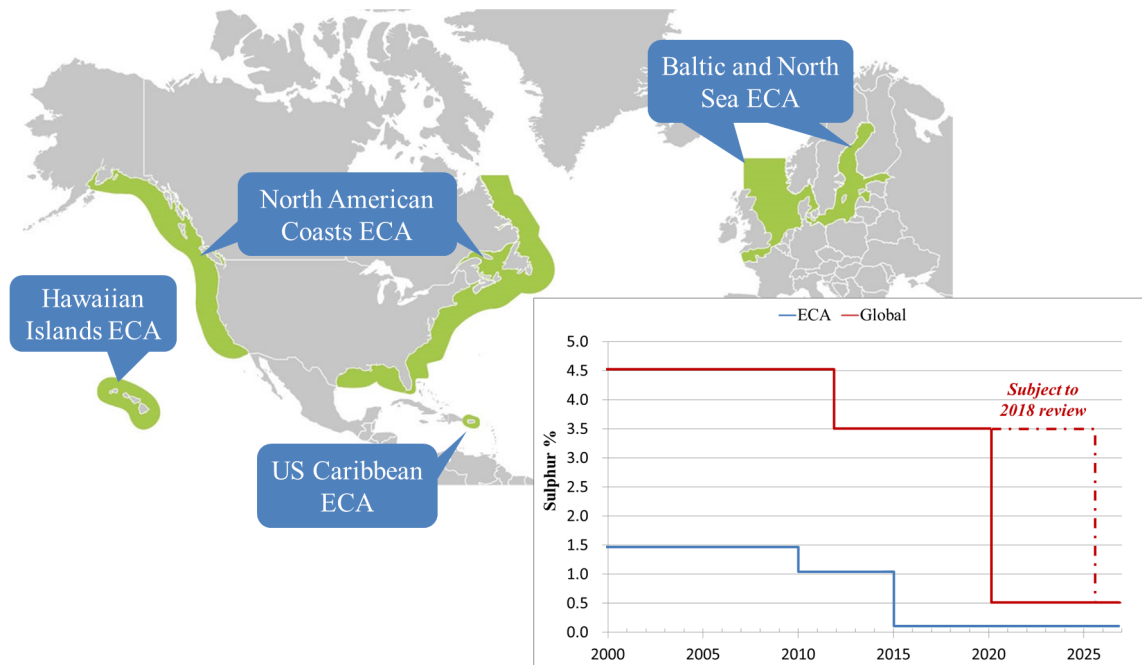 Baltic and North
Sea ECA
North American
Coasts ECA
Hawaiian
Islands ECA
US Caribbean
ECA
ECA
Global
Subject to
2018 review
Sulphur %
5.0
4.5
4.0
3.5
3.0
2.5
2.0
1.5
1.0
0.5
0.0
2000
2005
2010
2015
2020
2025